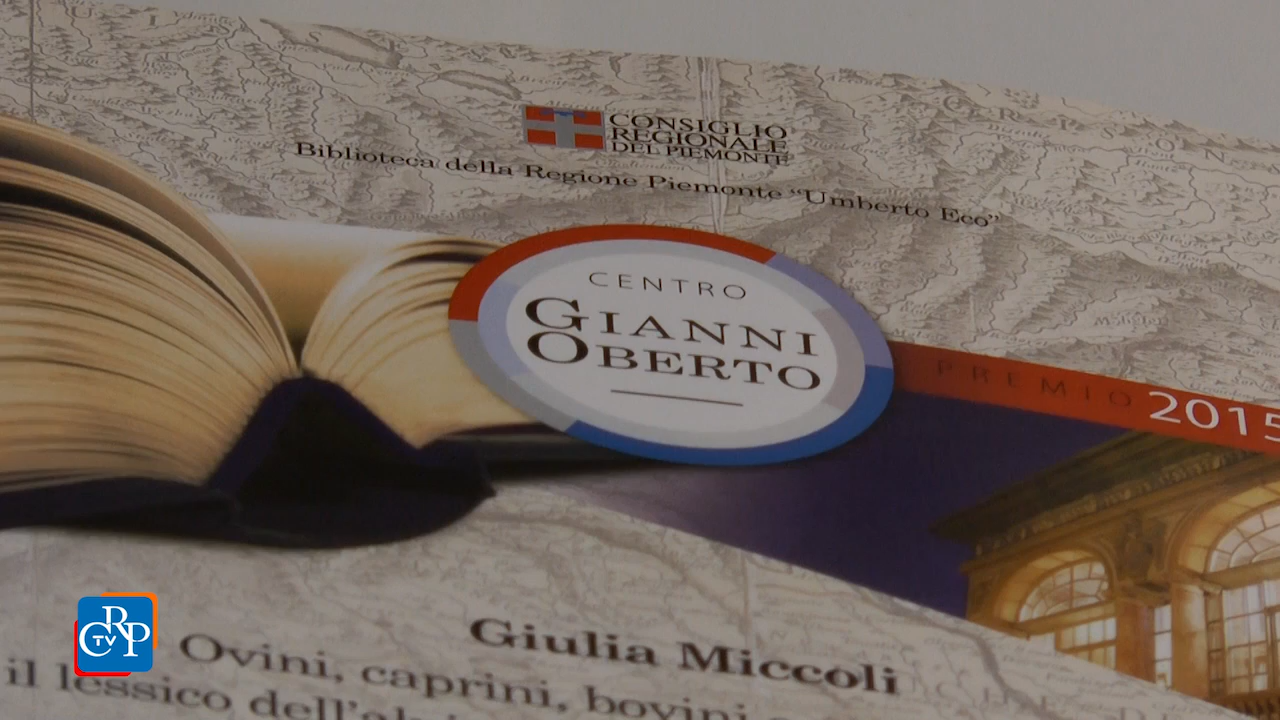 CONSIGLIO
REGIONALE
DEL PIEMONTE
Biblioteca della Regione Piemonte “Umberto Eco”
CENTRO
GIANNI
OBERTO
PREMIO 2015
Giulia Miccoli
Ovini, caprini, bovini
il lessico
CRP
TV